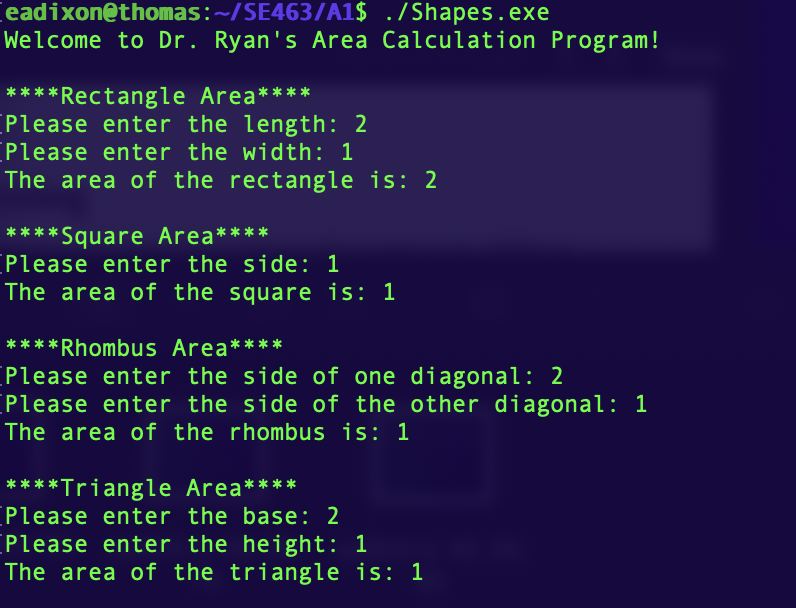 eadixon@thomas:~/SE463/A1$ ./Shapes.exe
Welcome to Dr. Ryan's Area Calculation Program!

****Rectangle Area****
Please enter the length: 2
Please enter the width: 1
The area of the rectangle is: 2

****Square Area****
Please enter the side: 1
The area of the square is: 1

****Rhombus Area****
Please enter the side of one diagonal: 2
Please enter the side of the other diagonal: 1
The area of the rhombus is: 1

****Triangle Area****
Please enter the base: 2
Please enter the height: 1
The area of the triangle is: 1